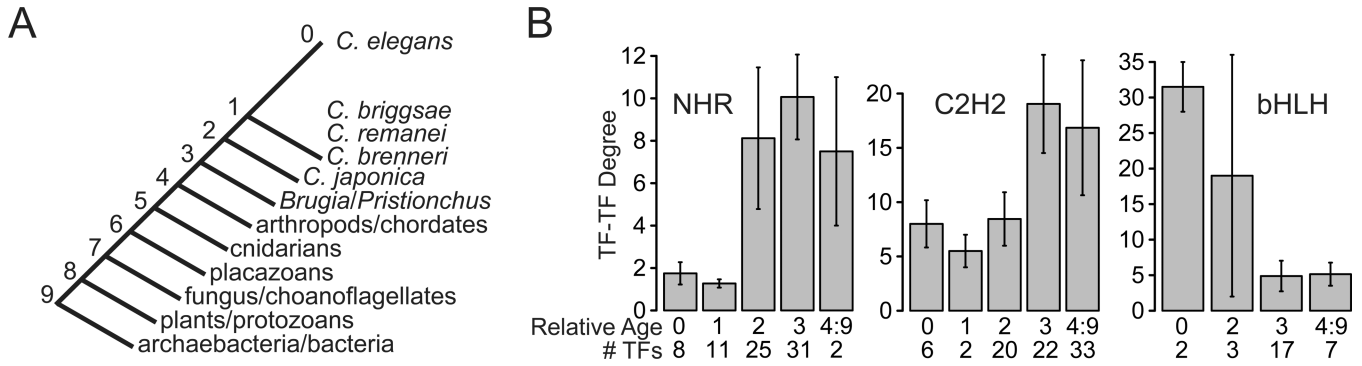 A
0 C. elegans
1 C. briggsae
C. remanei
2 C. brenneri
3 C. japonica
4 Brugia/Pristionchus
5 arthropods/chordates
6 cnidarians
7 placazoans
8 fungus/choanoflagellates
9 plants/protozoans
archaebacteria/bacteria
B
TF-TF Degree
12
10
8
6
4
2
0
NHR
20
15
10
5
0
C2H2
35
30
25
20
15
10
5
0
bHLH
Relative Age 0 1 2 3 4:9 0 1 2 3 4:9 0 2 3 4:9
# TFs 8 11 25 31 2 6 2 20 22 33 2 3 17 7